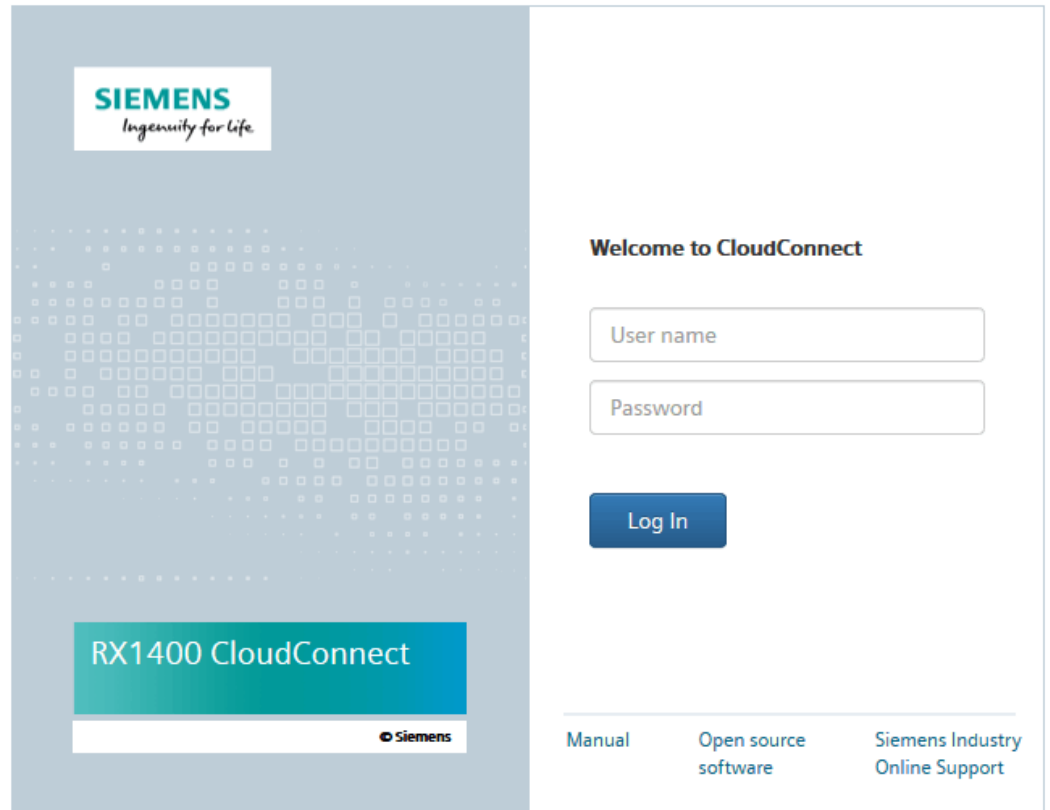 SIEMENS
Ingenuity for life
Welcome to CloudConnect
User name
Password
Log In
RX1400 CloudConnect
© Siemens
Manual
Open source
software
Siemens Industry
Online Support